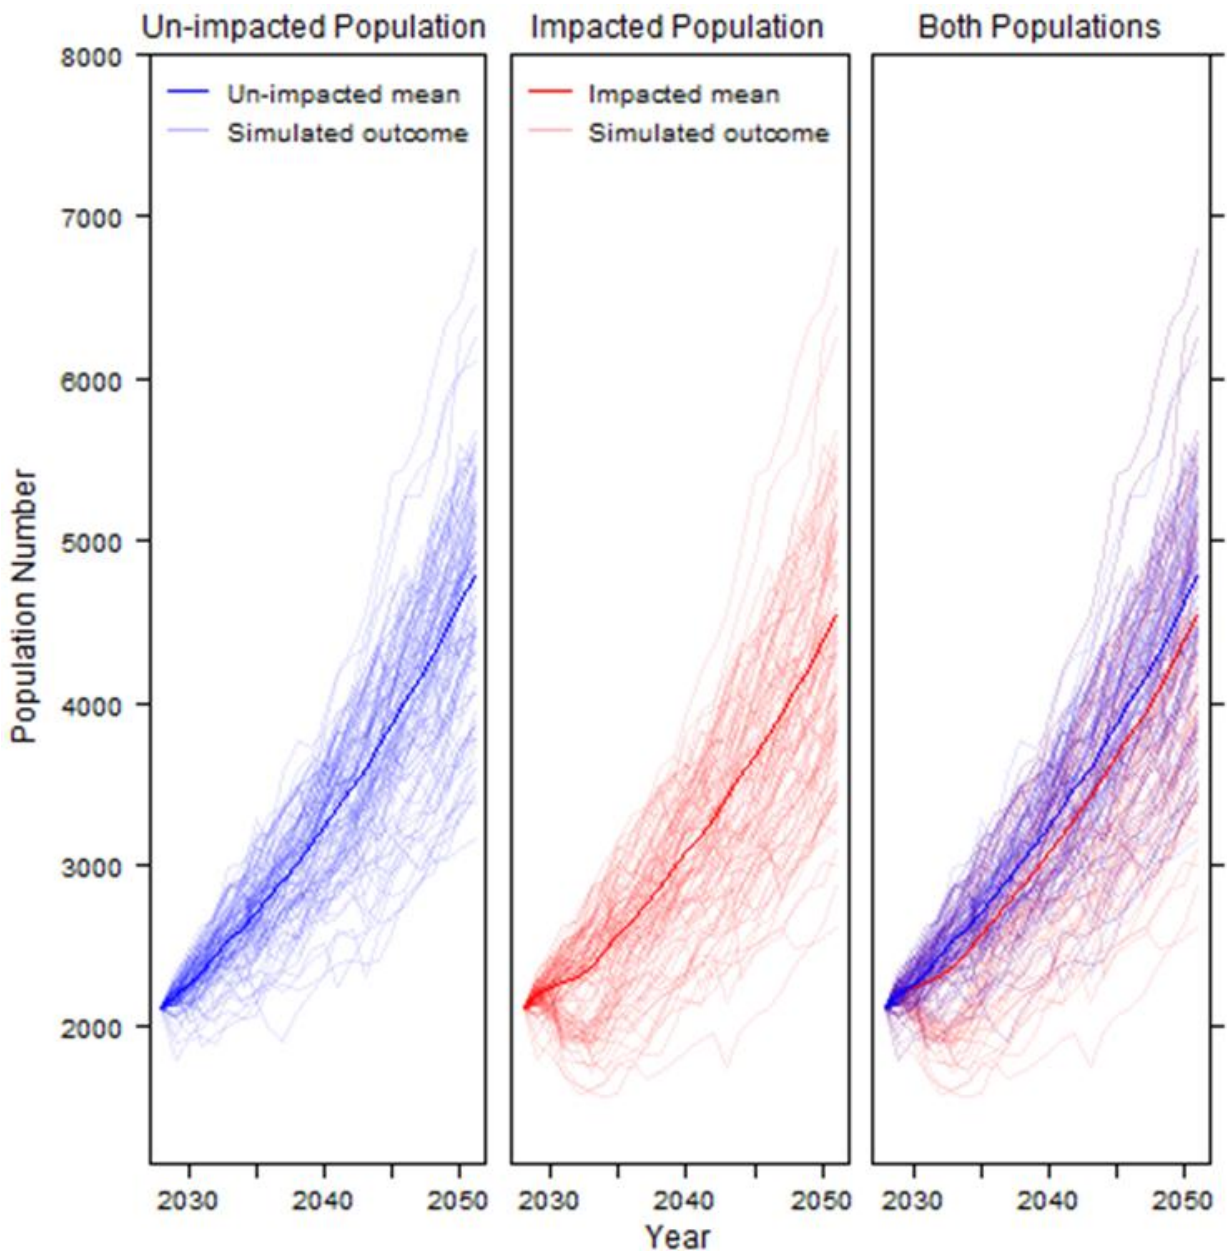 Un-impacted Population
Impacted Population
Both Populations
Un-impacted mean
Simulated outcome
Impacted mean
Simulated outcome
8000
7000
6000
5000
4000
3000
2000
Population Number
2030 2040 2050
2030 2040 2050
2030 2040 2050
Year